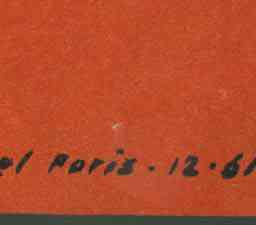 el Paris . 12 . 61